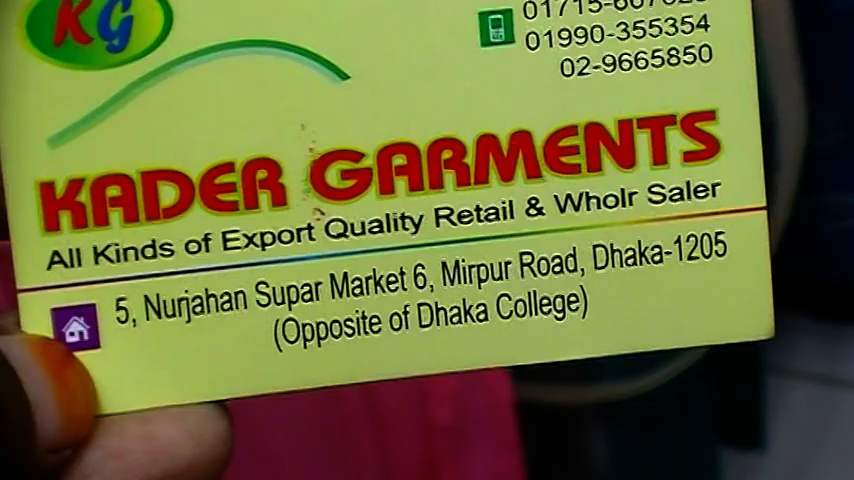 KG
01990-355354
02-9665850
KADER GARMENTS
All Kinds of Export Quality Retail & Wholr Saler
5, Nurjahan Supar Market 6, Mirpur Road, Dhaka-1205
(Opposite of Dhaka College)